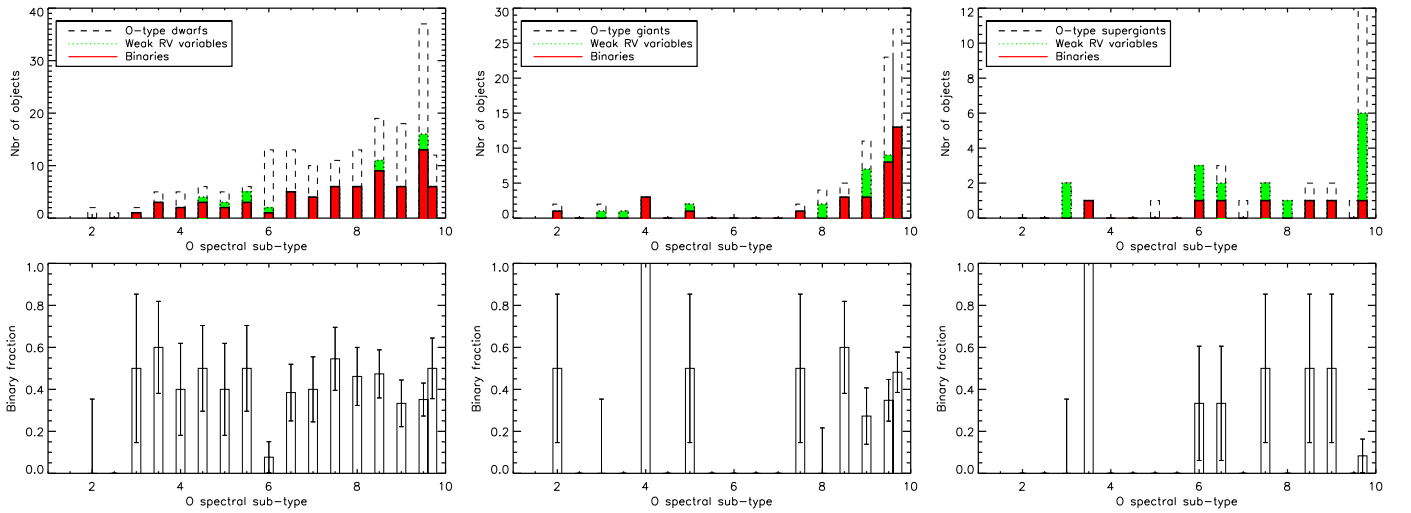 40
30
20
10
0
Nbr of objects
O-type dwarfs
Weak RV variables
Binaries
2 4 6 8 10
O spectral sub-type
30
25
20
15
10
5
0
Nbr of objects
O-type giants
Weak RV variables
Binaries
2 4 6 8 10
O spectral sub-type
12
10
8
6
4
2
0
Nbr of objects
O-type supergiants
Weak RV variables
Binaries
2 4 6 8 10
O spectral sub-type
1.0
0.8
0.6
0.4
0.2
0.0
Binary fraction
2 4 6 8 10
O spectral sub-type
1.0
0.8
0.6
0.4
0.2
0.0
Binary fraction
2 4 6 8 10
O spectral sub-type
1.0
0.8
0.6
0.4
0.2
0.0
Binary fraction
2 4 6 8 10
O spectral sub-type